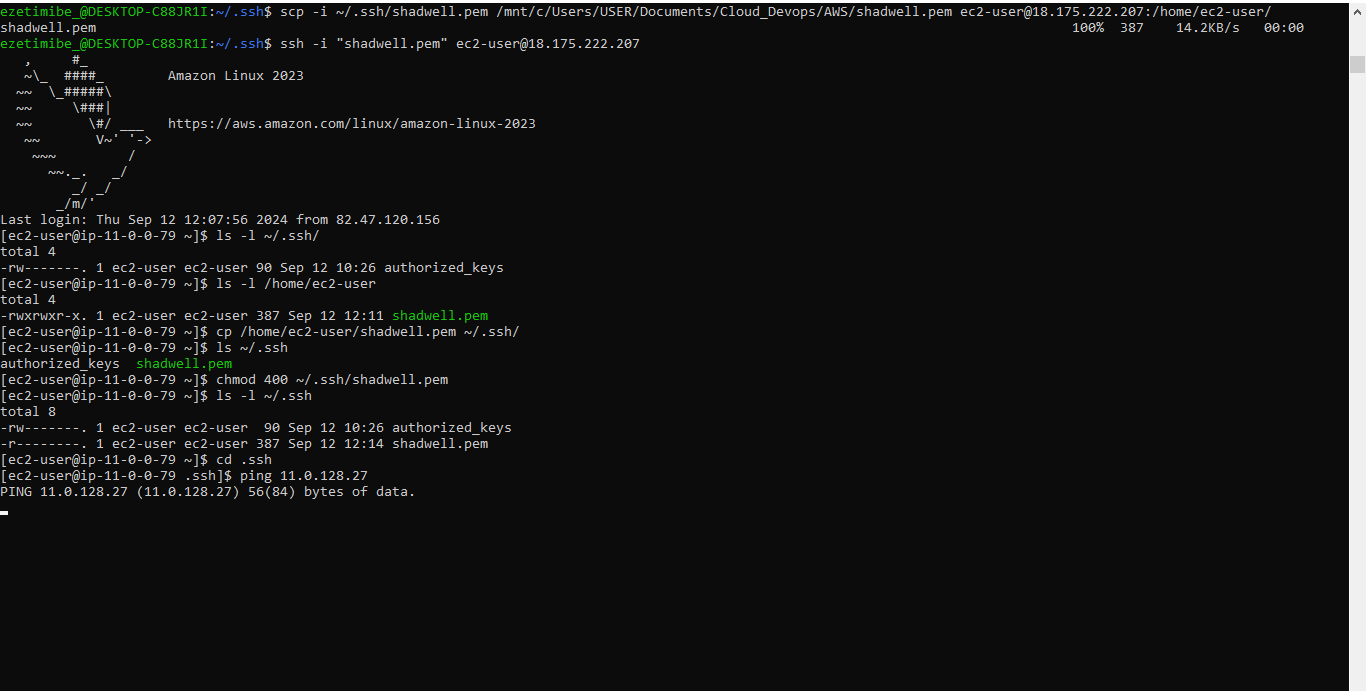 ezetimibe_@DESKTOP-C88JR1I:~/.ssh$ scp -i ~/.ssh/shadwell.pem /mnt/c/Users/USER/Documents/Cloud_Devops/AWS/shadwell.pem ec2-user@18.175.222.207:/home/ec2-user/
shadwell.pem                                                                                                                          100%  387    14.2KB/s   00:00
ezetimibe_@DESKTOP-C88JR1I:~/.ssh$ ssh -i "shadwell.pem" ec2-user@18.175.222.207
   ,     #_
   ~\_  ####_        Amazon Linux 2023
  ~~  \_#####\
  ~~     \###|
  ~~       \#/ ___   https://aws.amazon.com/linux/amazon-linux-2023
   ~~       V~' '->
    ~~~         /
      ~~._.   _/
         _/ _/
       _/m/'
Last login: Thu Sep 12 12:07:56 2024 from 82.47.120.156
[ec2-user@ip-11-0-0-79 ~]$ ls -l ~/.ssh/
total 4
-rw-------. 1 ec2-user ec2-user 90 Sep 12 10:26 authorized_keys
[ec2-user@ip-11-0-0-79 ~]$ ls -l /home/ec2-user
total 4
-rwxrwxr-x. 1 ec2-user ec2-user 387 Sep 12 12:11 shadwell.pem
[ec2-user@ip-11-0-0-79 ~]$ cp /home/ec2-user/shadwell.pem ~/.ssh/
[ec2-user@ip-11-0-0-79 ~]$ ls ~/.ssh
authorized_keys  shadwell.pem
[ec2-user@ip-11-0-0-79 ~]$ chmod 400 ~/.ssh/shadwell.pem
[ec2-user@ip-11-0-0-79 ~]$ ls -l ~/.ssh
total 8
-rw-------. 1 ec2-user ec2-user  90 Sep 12 10:26 authorized_keys
-r--------. 1 ec2-user ec2-user 387 Sep 12 12:14 shadwell.pem
[ec2-user@ip-11-0-0-79 ~]$ cd .ssh
[ec2-user@ip-11-0-0-79 .ssh]$ ping 11.0.128.27
PING 11.0.128.27 (11.0.128.27) 56(84) bytes of data.